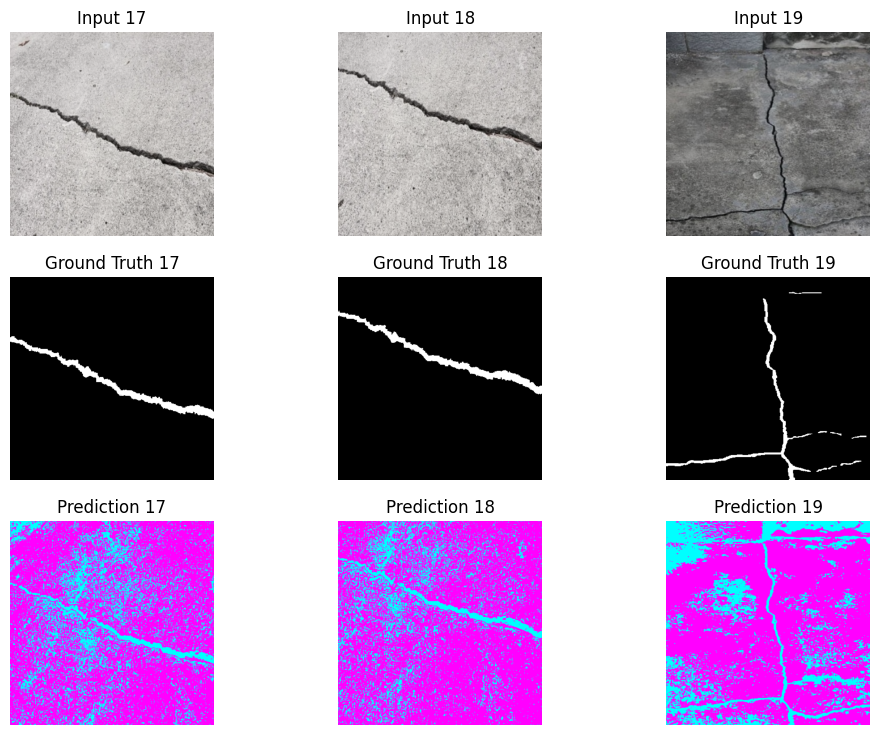 Input 17
Input 18
Input 19
Ground Truth 17
Ground Truth 18
Ground Truth 19
Prediction 17
Prediction 18
Prediction 19